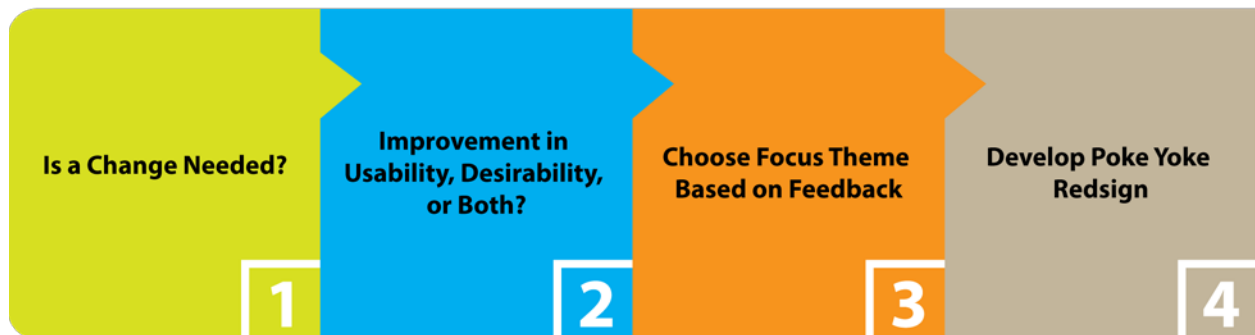 Is a Change Needed?
1
Improvement in
Usability, Desirability,
or Both?
2
Choose Focus Theme
Based on Feedback
3
Develop Poke Yoke
Redsign
4